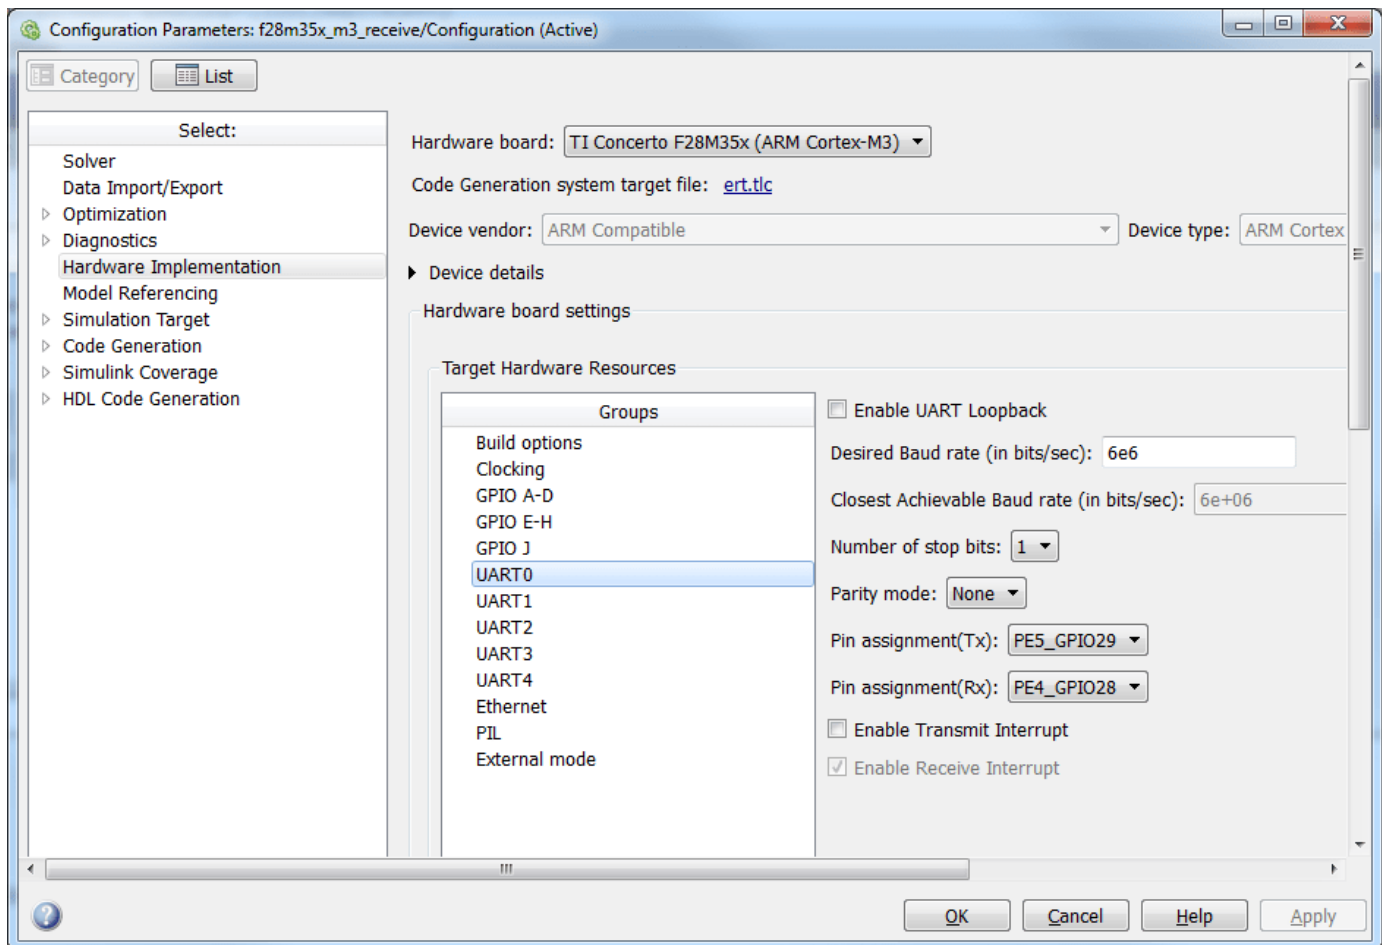 Configuration Parameters: f28m35x_m3_receive/Configuration (Active)
Category
List
Select:
Solver
Data Import/Export
Optimization
Diagnostics
Hardware Implementation
Model Referencing
Simulation Target
Code Generation
Simulink Coverage
HDL Code Generation
Hardware board: TI Concerto F28M35x (ARM Cortex-M3)
Code Generation system target file: ert.tlc
Device vendor: ARM Compatible Device type: ARM Cortex
Device details
Hardware board settings
Target Hardware Resources
Groups
Build options
Clocking
GPIO A-D
GPIO E-H
GPIO J
UART0
UART1
UART2
UART3
UART4
Ethernet
PIL
External mode
Enable UART Loopback
Desired Baud rate (in bits/sec): 6e6
Closest Achievable Baud rate (in bits/sec): 6e+06
Number of stop bits: 1
Parity mode: None
Pin assignment(Tx): PE5_GPIO29
Pin assignment(Rx): PE4_GPIO28
Enable Transmit Interrupt
Enable Receive Interrupt
OK Cancel Help Apply